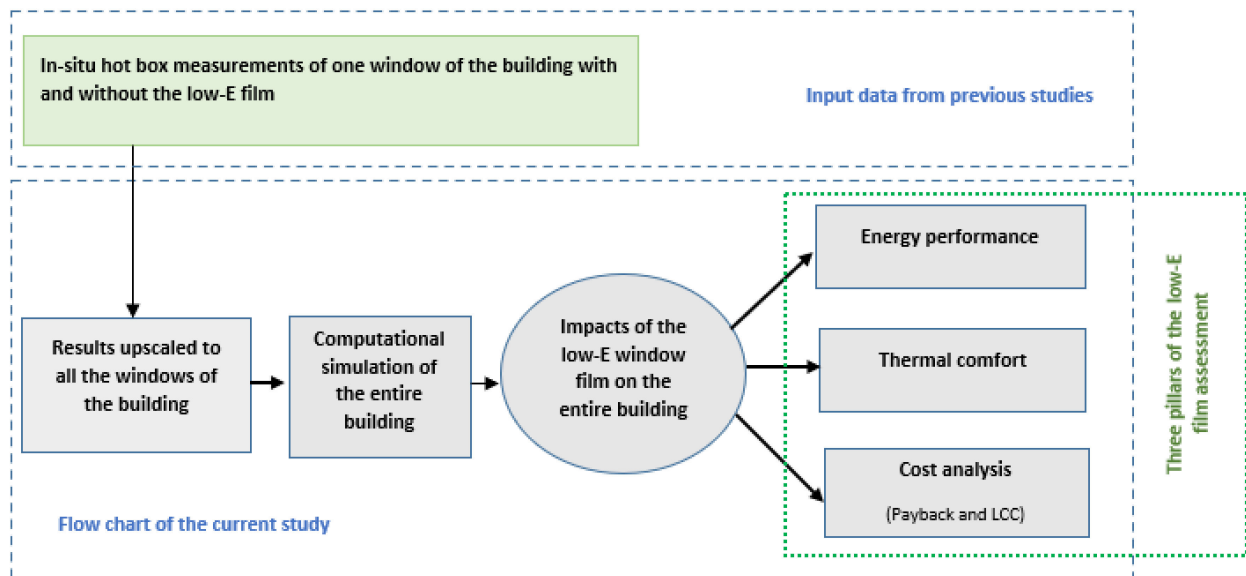 In-situ hot box measurements of one window of the building with
and without the low-E film
Input data from previous studies
Results upscaled to
all the windows of
the building
Computational
simulation of
the entire
building
Impacts of the
low-E window
film on the
entire building
Energy performance
Thermal comfort
Cost analysis
(Payback and LCC)
Three pillars of the low-E
film assessment
Flow chart of the current study